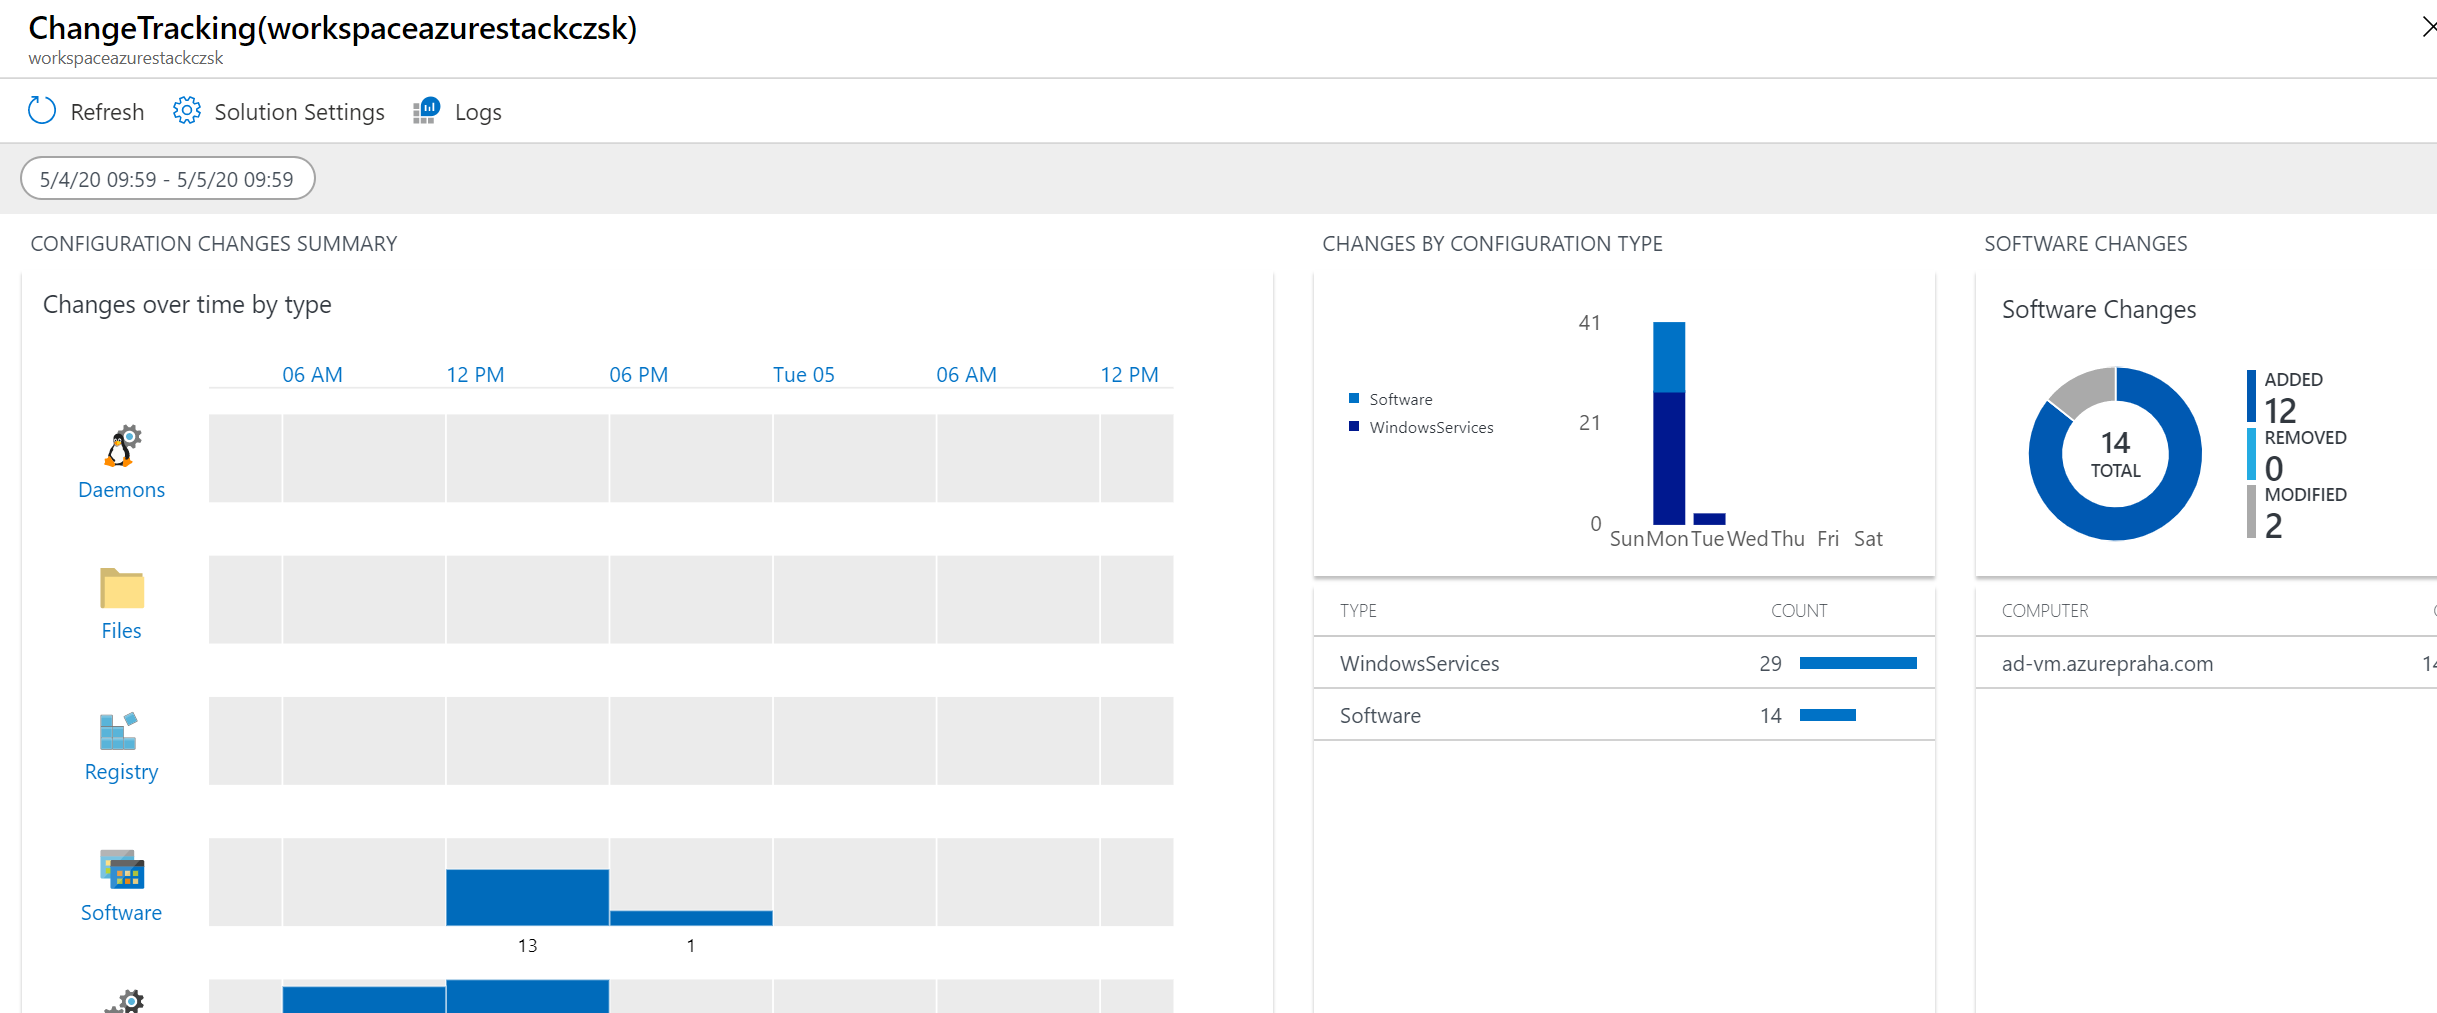 ChangeTracking(workspaceazurestackczsk)
workspaceazurestackczsk
Refresh
Solution Settings
Logs
5/4/20 09:59 - 5/5/20 09:59
CONFIGURATION CHANGES SUMMARY
Changes over time by type
06 AM 12 PM 06 PM Tue 05 06 AM 12 PM
Daemons
Files
Registry
Software
13 1
CHANGES BY CONFIGURATION TYPE
Software
WindowsServices
41
21
0
Sun Mon Tue Wed Thu Fri Sat
TYPE COUNT
WindowsServices 29
Software 14
SOFTWARE CHANGES
Software Changes
14
TOTAL
ADDED
12
REMOVED
0
MODIFIED
2
COMPUTER
ad-vm.azurepraha.com